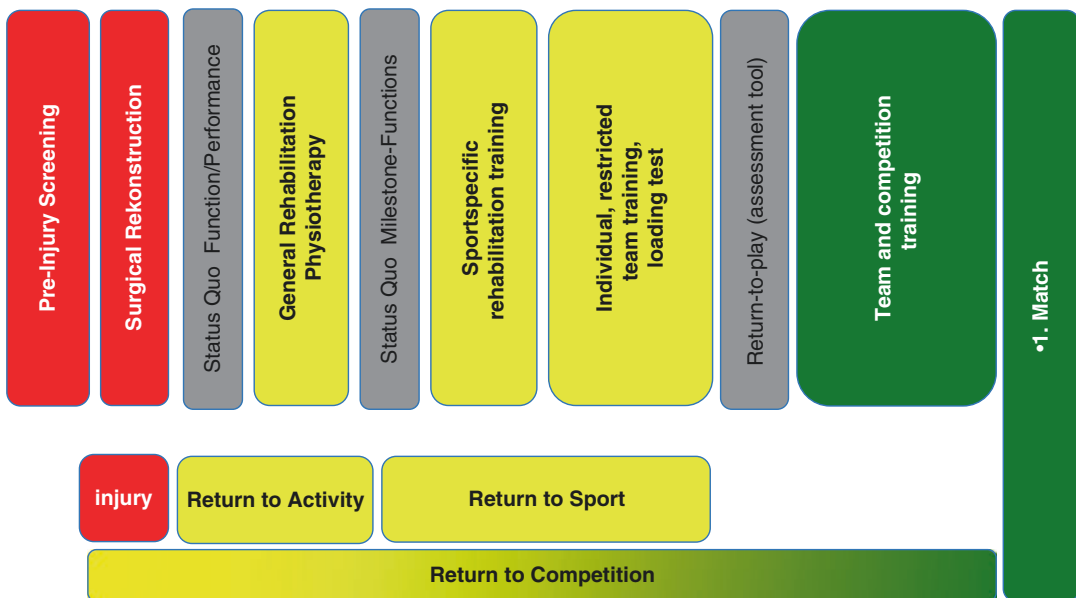 Pre-Injury Screening
Surgical Rekonstruction
Status Quo Function/Performance
General Rehabilitation
Physiotherapy
Status Quo Milestone-Functions
Sportspecific
rehabilitation training
Individual, restricted
team training,
loading test
Return-to-play (assessment tool)
Team and competition
training
•1. Match
injury
Return to Activity
Return to Sport
Return to Competition